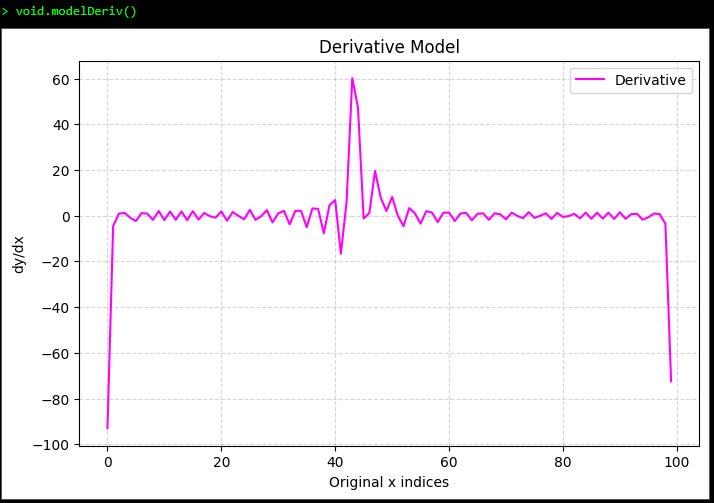 > void.modelDeriv()
Derivative Model
Derivative
60
40
20
0
−20
−40
−60
−80
−100
dy/dx
0 20 40 60 80 100
Original x indices